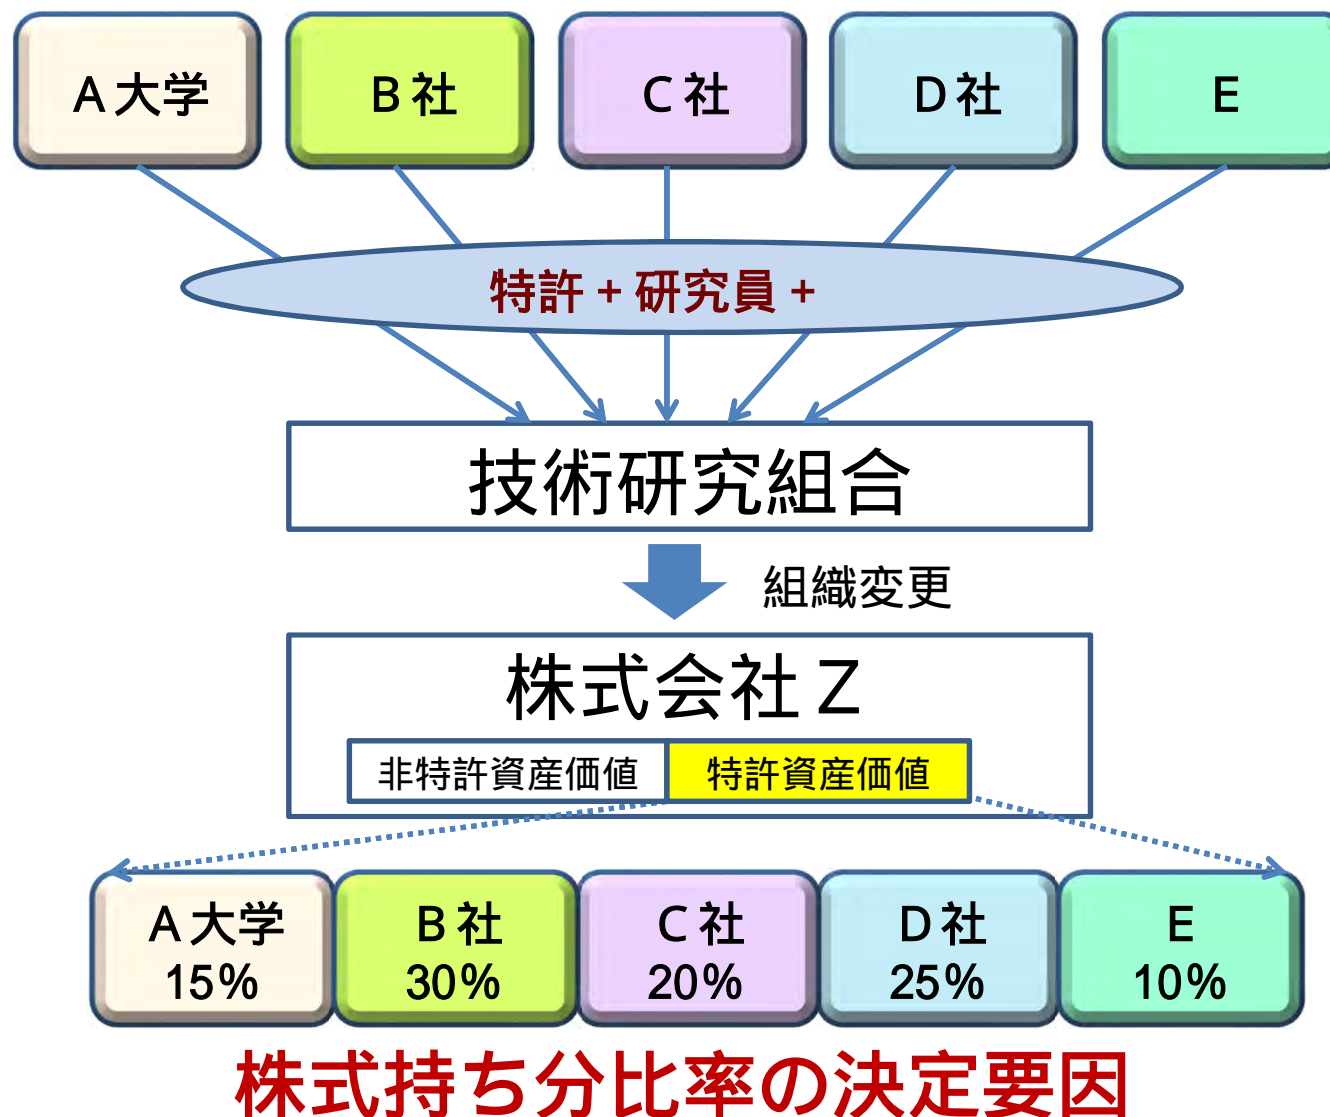 A大学
B社
C社
D社
E
特許+研究員+
技術研究組合
組織変更
株式会社Z
非特許資産価値
特許資産価値
A大学
15%
B社
30%
C社
20%
D社
25%
E
10%
株式持ち分比率の決定要因